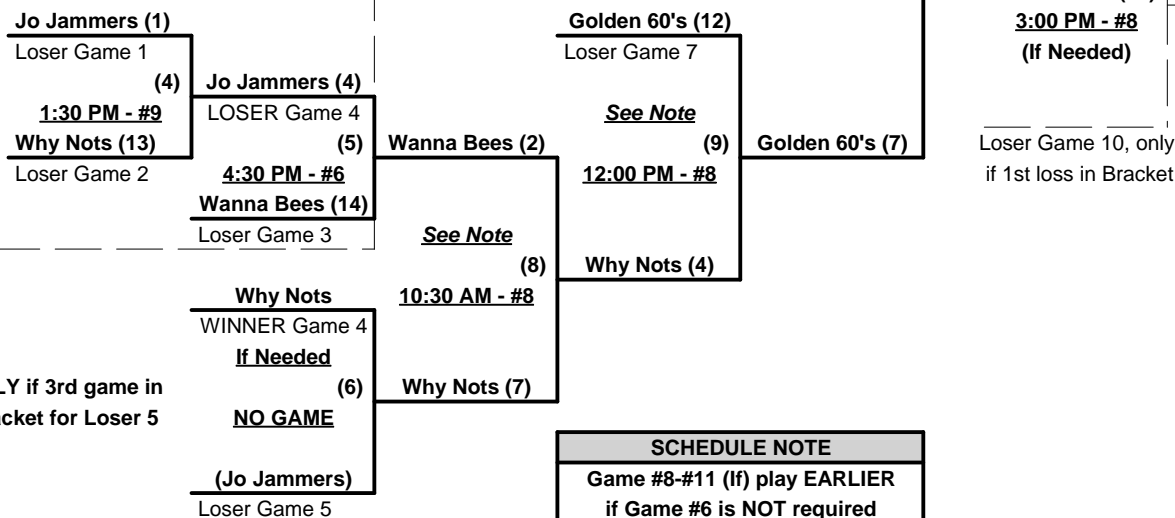 Jo Jammers (1)
Loser Game 1
(4)
1:30 PM - #9
Why Nots (13)
Loser Game 2
Jo Jammers (4)
LOSER Game 4
(5)
4:30 PM - #6
Wanna Bees (14)
Loser Game 3
Wanna Bees (2)
See Note
(8)
10:30 AM - #8
Why Nots
WINNER Game 4
If Needed
(6)
NO GAME
(Jo Jammers)
Loser Game 5
Why Nots (7)
if 3rd game in
for Loser 5
Golden 60's (12)
Loser Game 7
See Note
(9)
12:00 PM - #8
Why Nots (4)
Golden 60's (7)
3:00 PM - #8
(If Needed)
Loser Game 10, only
if 1st loss in Bracket
SCHEDULE NOTE
Game #8-#11 (If) play EARLIER
if Game #6 is NOT required